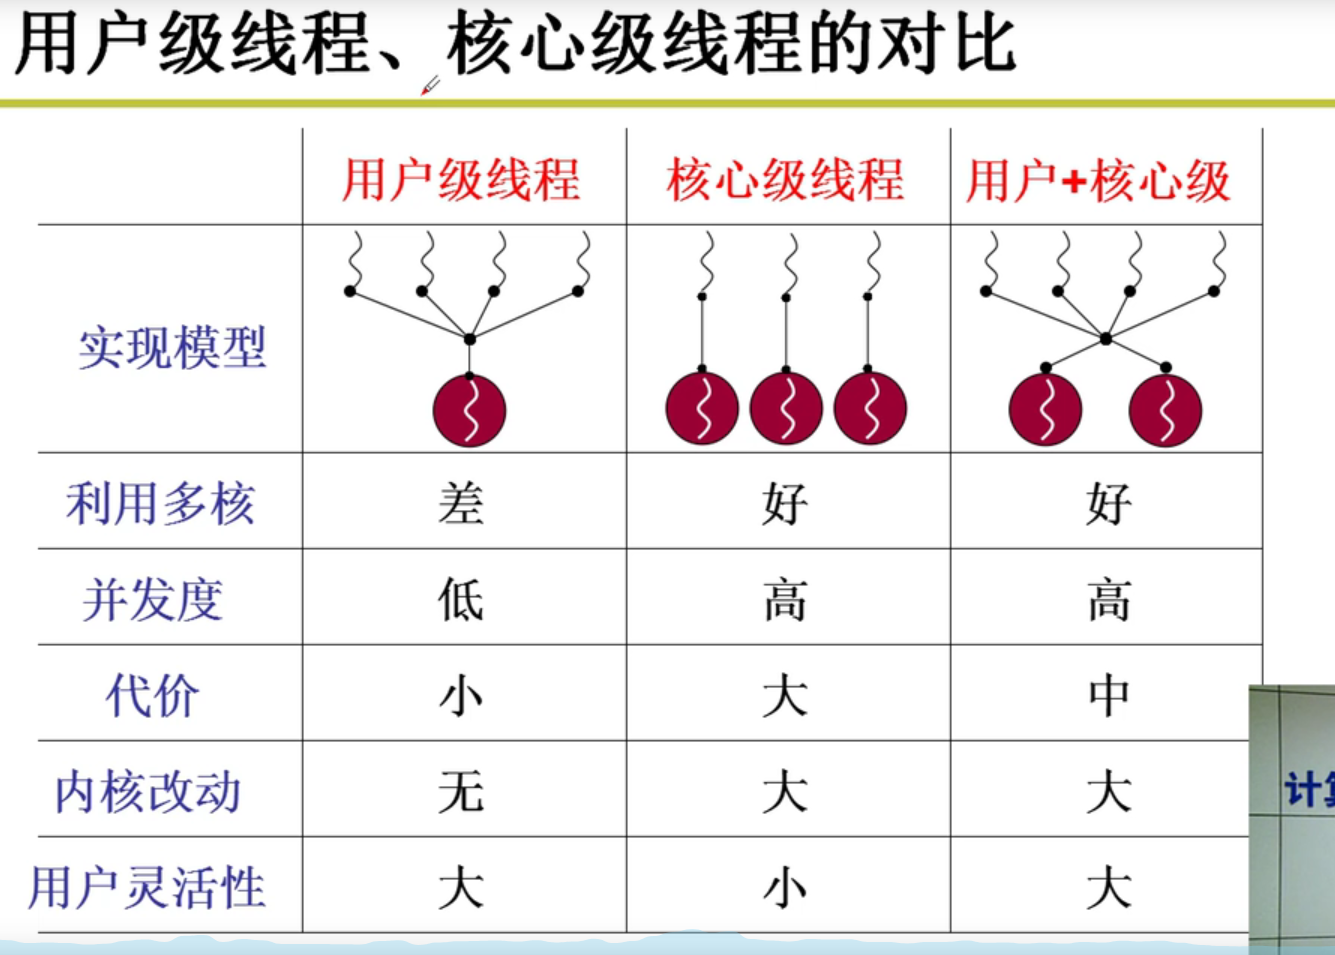 用户级线程、核心级线程的对比
用户级线程 核心级线程 用户+核心级
实现模型
利用多核 差 好 好
并发度 低 高 高
代价 小 大 中
内核改动 无 大 大
用户灵活性 大 小 大
计